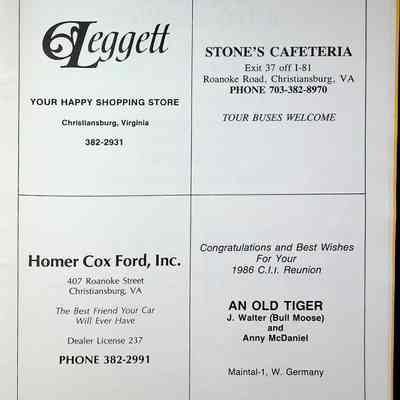 Leggett
YOUR HAPPY SHOPPING STORE
Christiansburg, Virginia
382-2931
STONE'S CAFETERIA
Exit 37 off I-81
Roanoke Road, Christiansburg, VA
PHONE 703-382-8970
TOUR BUSES WELCOME
Homer Cox Ford, Inc.
407 Roanoke Street
Christiansburg, VA
The Best Friend Your Car
Will Ever Have
Dealer License 237
PHONE 382-2991
Congratulations and Best Wishes
For Your
1986 C.I.I. Reunion
AN OLD TIGER
J. Walter (Bull Moose)
and
Anny McDaniel
Maintal-1, W. Germany